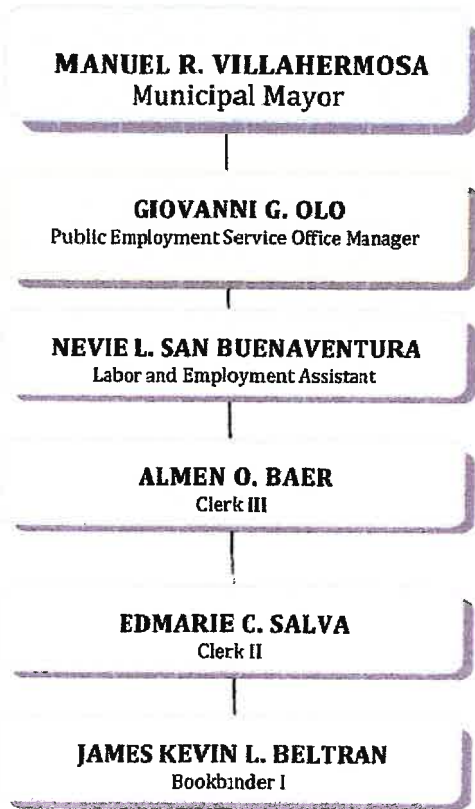 MANUEL R. VILLAHERMOSA
Municipal Mayor
GIOVANNI G. OLO
Public Employment Service Office Manager
NEVIE L. SAN BUENAVENTURA
Labor and Employment Assistant
ALMEN O. BAER
Clerk III
EDMARIE C. SALVA
Clerk II
JAMES KEVIN L. BELTRAN
Bookbinder I